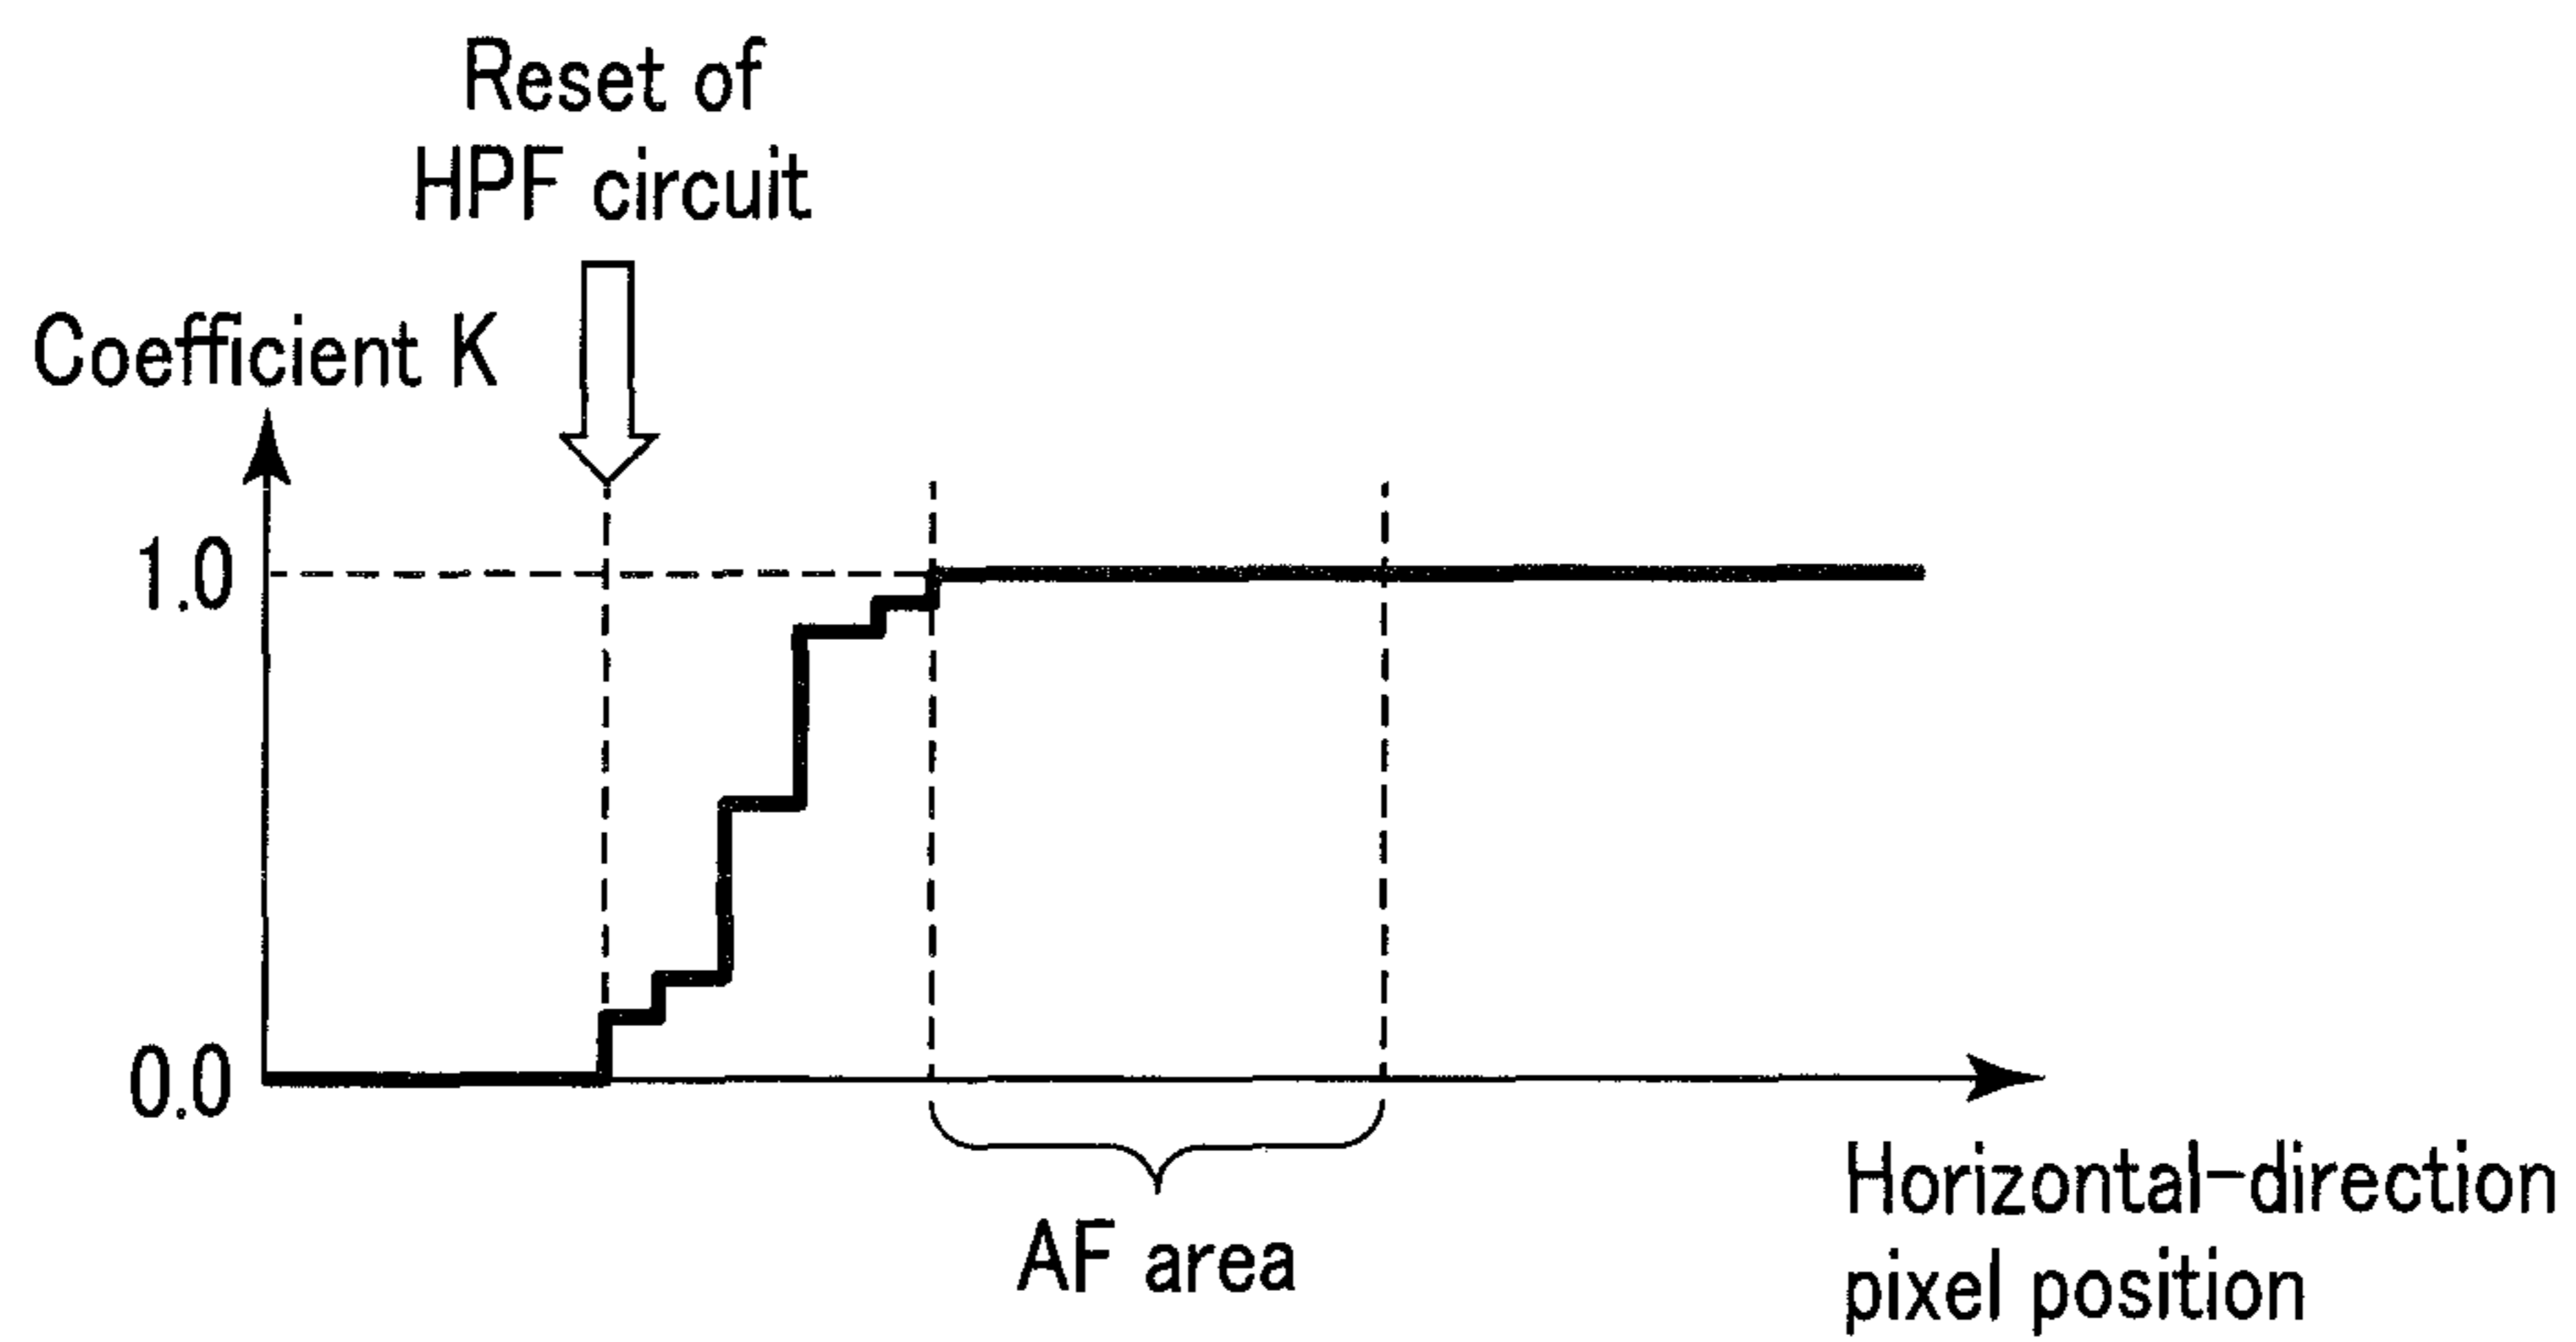 Reset of
HPF circuit
Coefficient K
1.0
0.0
AF area
Horizontal-direction
pixel position